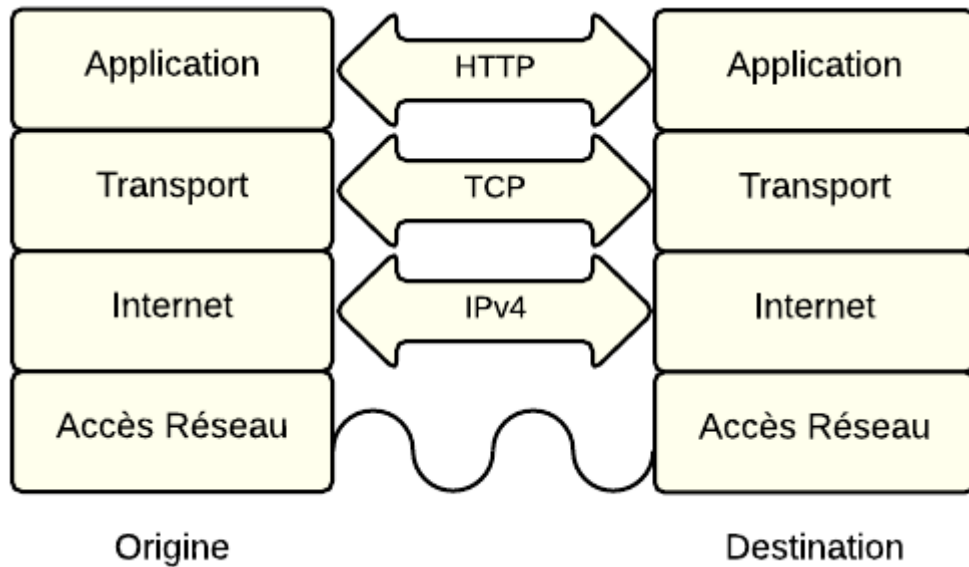 Application
HTTP
Application
Transport
TCP
Transport
Internet
IPv4
Internet
Accès Réseau
Accès Réseau
Origine
Destination